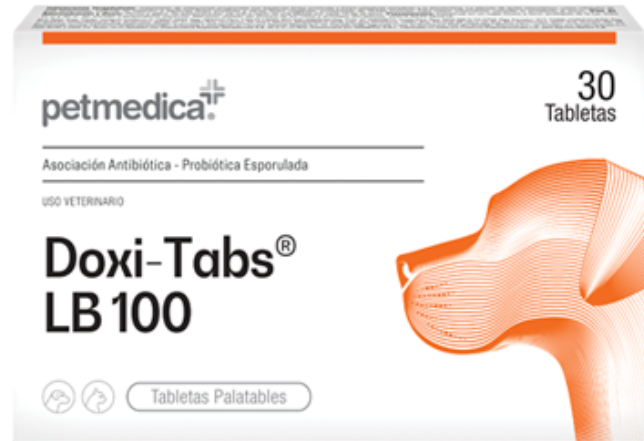 petmedica
30
Tabletas
Asociación Antibiótica - Probiótica Esporulada
USO VETERINARIO
Doxi-Tabs®
LB 100
Tabletas Palatables